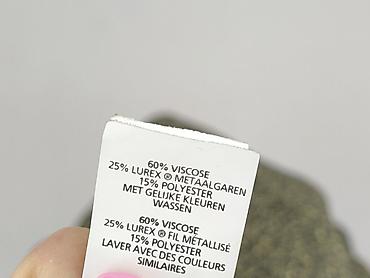 60% VISCOSE
25% LUREX ® METAALGAREN
15% POLYESTER
MET GELIJKE KLEUREN
WASSEN
60% VISCOSE
25% LUREX ® FIL MÉTALLISÉ
15% POLYESTER
LAVER AVEC DES COULEURS
SIMILAIRES